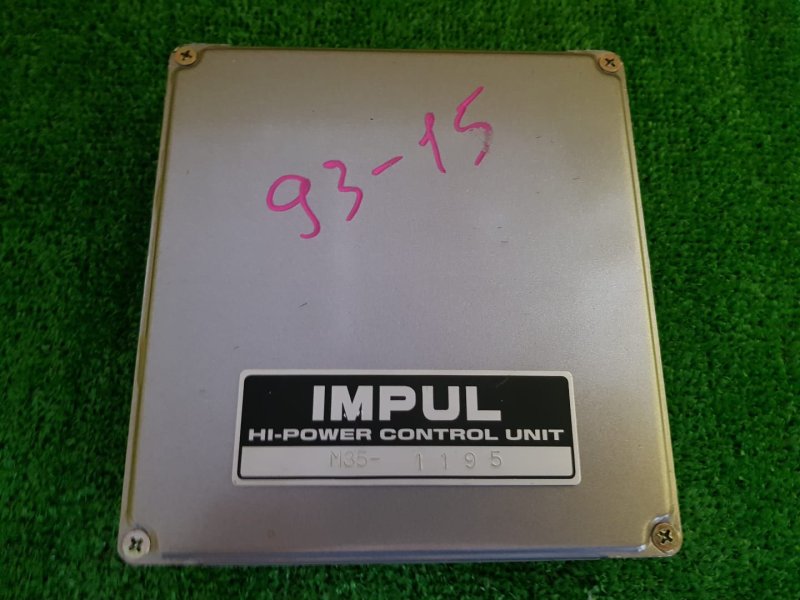 93-15
IMPUL
HI-POWER CONTROL UNIT
M35- 1195